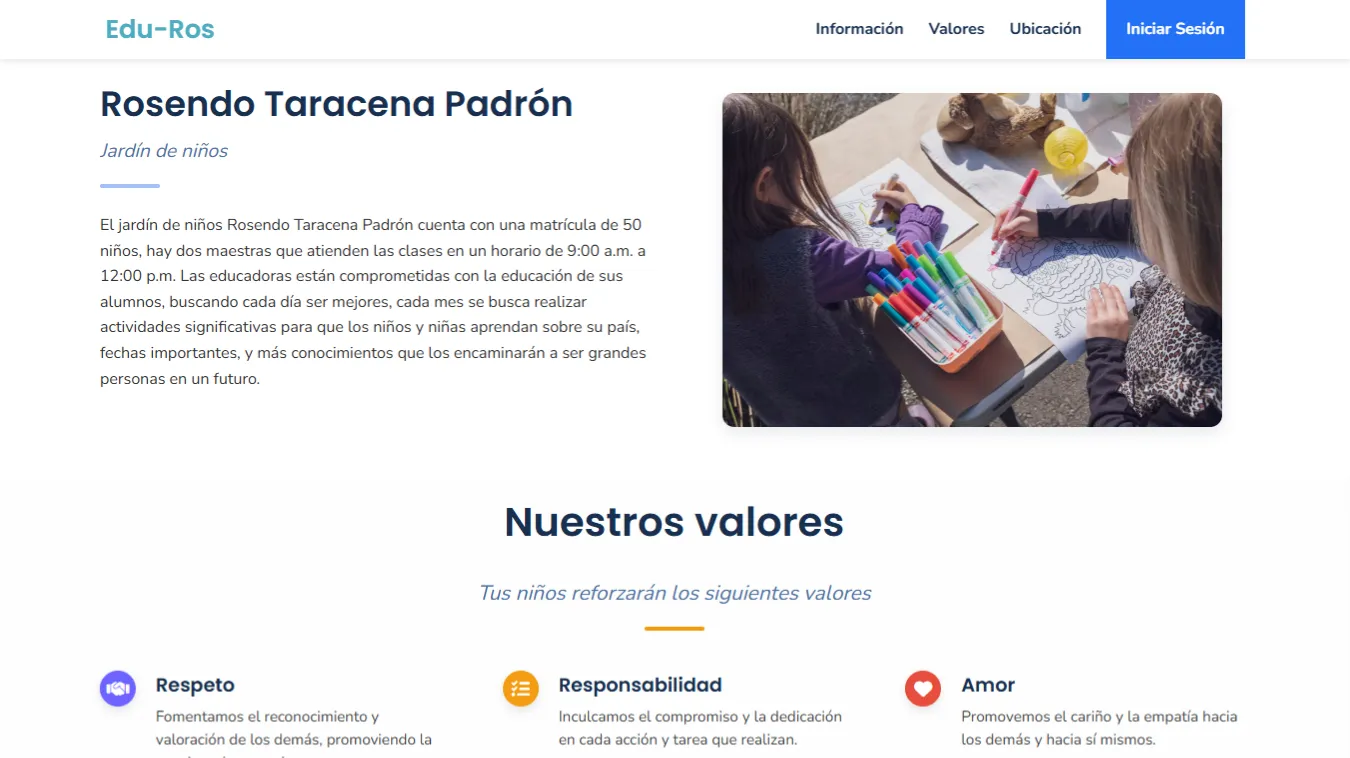 Edu-Ros
Información Valores Ubicación Iniciar Sesión
Rosendo Taracena Padrón
Jardín de niños
El jardín de niños Rosendo Taracena Padrón cuenta con una matrícula de 50
niños, hay dos maestras que atienden las clases en un horario de 9:00 a.m. a
12:00 p.m. Las educadoras están comprometidas con la educación de sus
alumnos, buscando cada día ser mejores, cada mes se busca realizar
actividades significativas para que los niños y niñas aprendan sobre su país,
fechas importantes, y más conocimientos que los encaminarán a ser grandes
personas en un futuro.
Nuestros valores
Tus niños reforzarán los siguientes valores
Respeto
Fomentamos el reconocimiento y
valoración de los demás, promoviendo la
Responsabilidad
Inculcamos el compromiso y la dedicación
en cada acción y tarea que realizan.
Amor
Promovemos el cariño y la empatía hacia
los demás y hacia sí mismos.